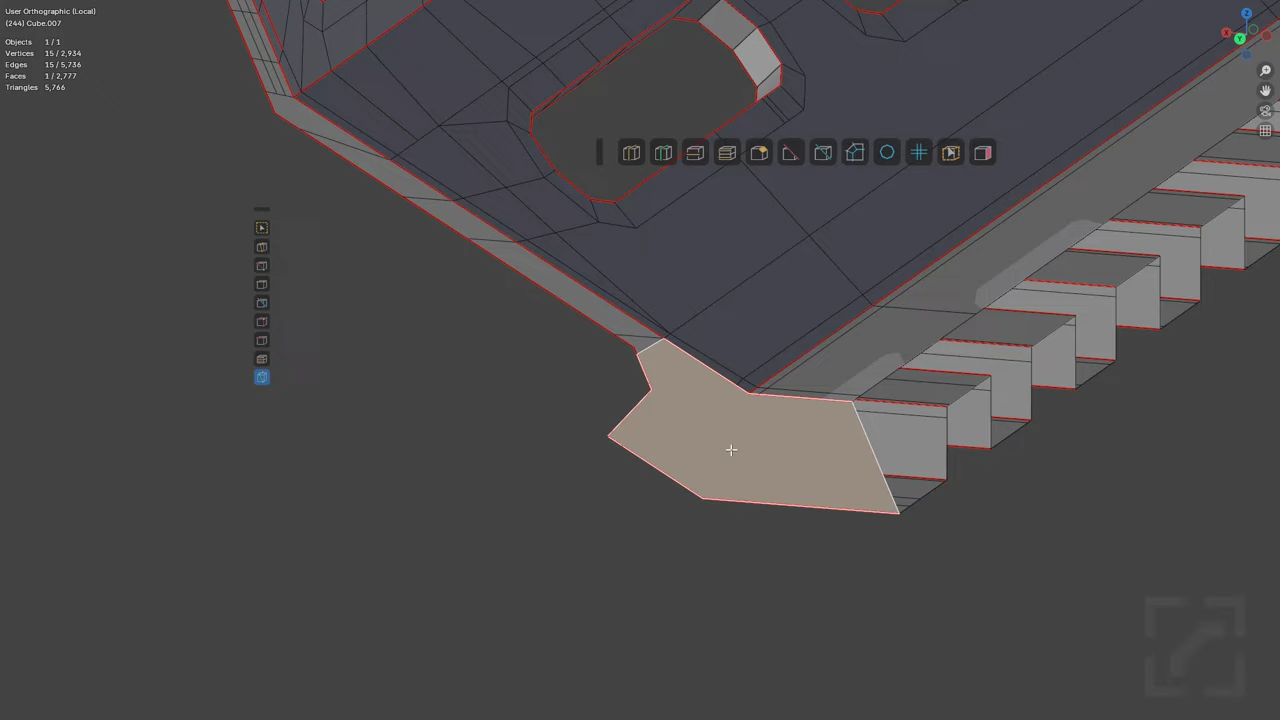 User Orthographic (Local)
(244) Cube.007
Objects 1 / 1
Vertices 15 / 2,934
Edges 15 / 5,736
Faces 1 / 2,777
Triangles 5,766
Z
X
Y